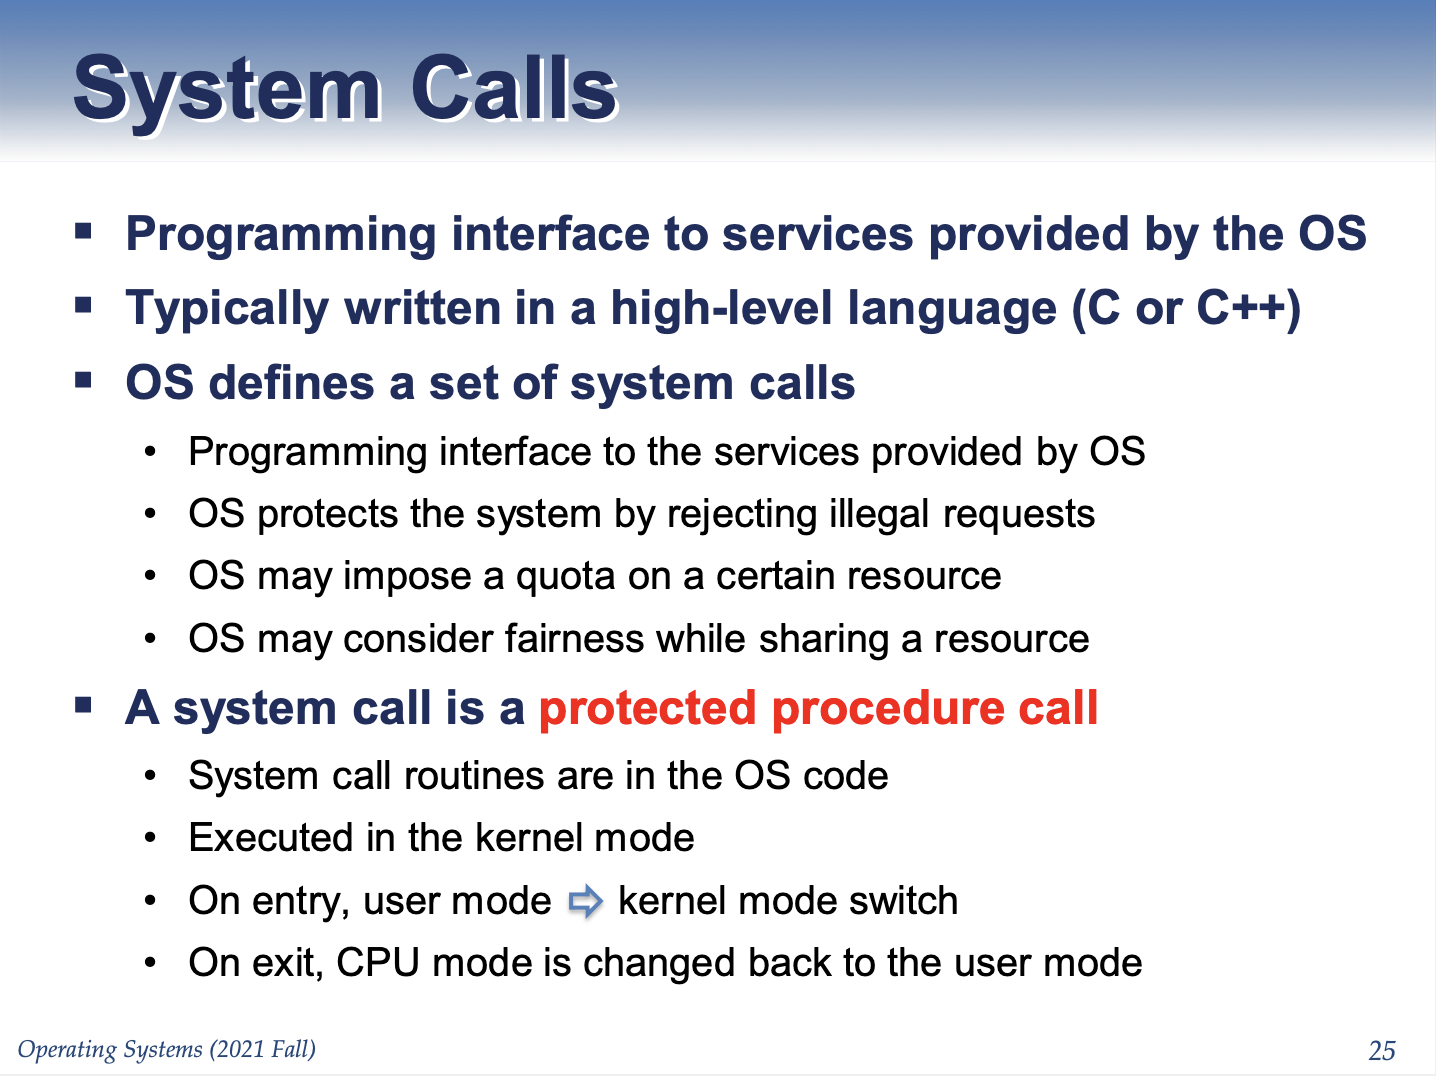 System Calls
▪ Programming interface to services provided by the OS
▪ Typically written in a high-level language (C or C++)
▪ OS defines a set of system calls
• Programming interface to the services provided by OS
• OS protects the system by rejecting illegal requests
• OS may impose a quota on a certain resource
• OS may consider fairness while sharing a resource
▪ A system call is a protected procedure call
• System call routines are in the OS code
• Executed in the kernel mode
• On entry, user mode ⇨ kernel mode switch
• On exit, CPU mode is changed back to the user mode
Operating Systems (2021 Fall)
25